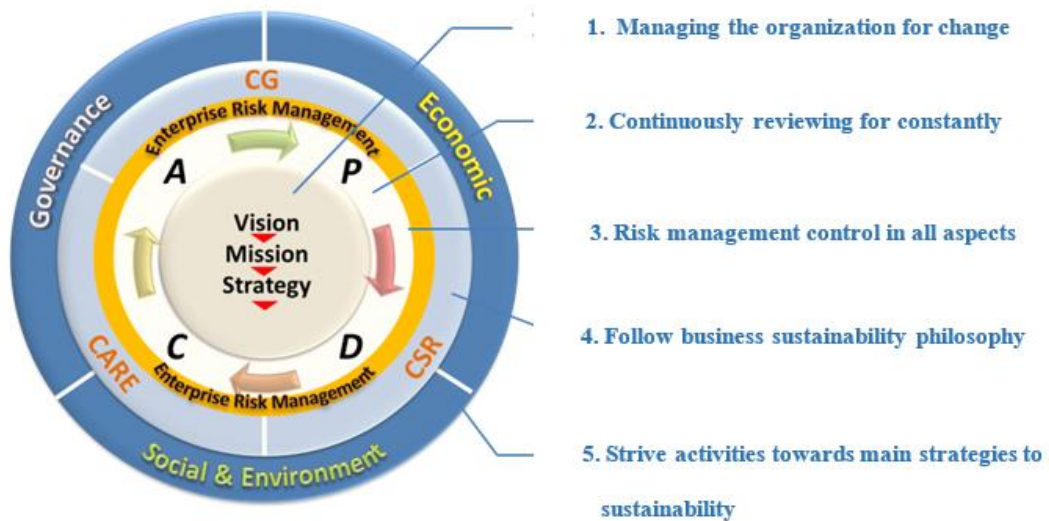 Governance
Economic
Social & Environment
CG
CARE
CSR
Enterprise Risk Management
Enterprise Risk Management
A
P
C
D
Vision
Mission
Strategy
1. Managing the organization for change
2. Continuously reviewing for constantly
3. Risk management control in all aspects
4. Follow business sustainability philosophy
5. Strive activities towards main strategies to
sustainability